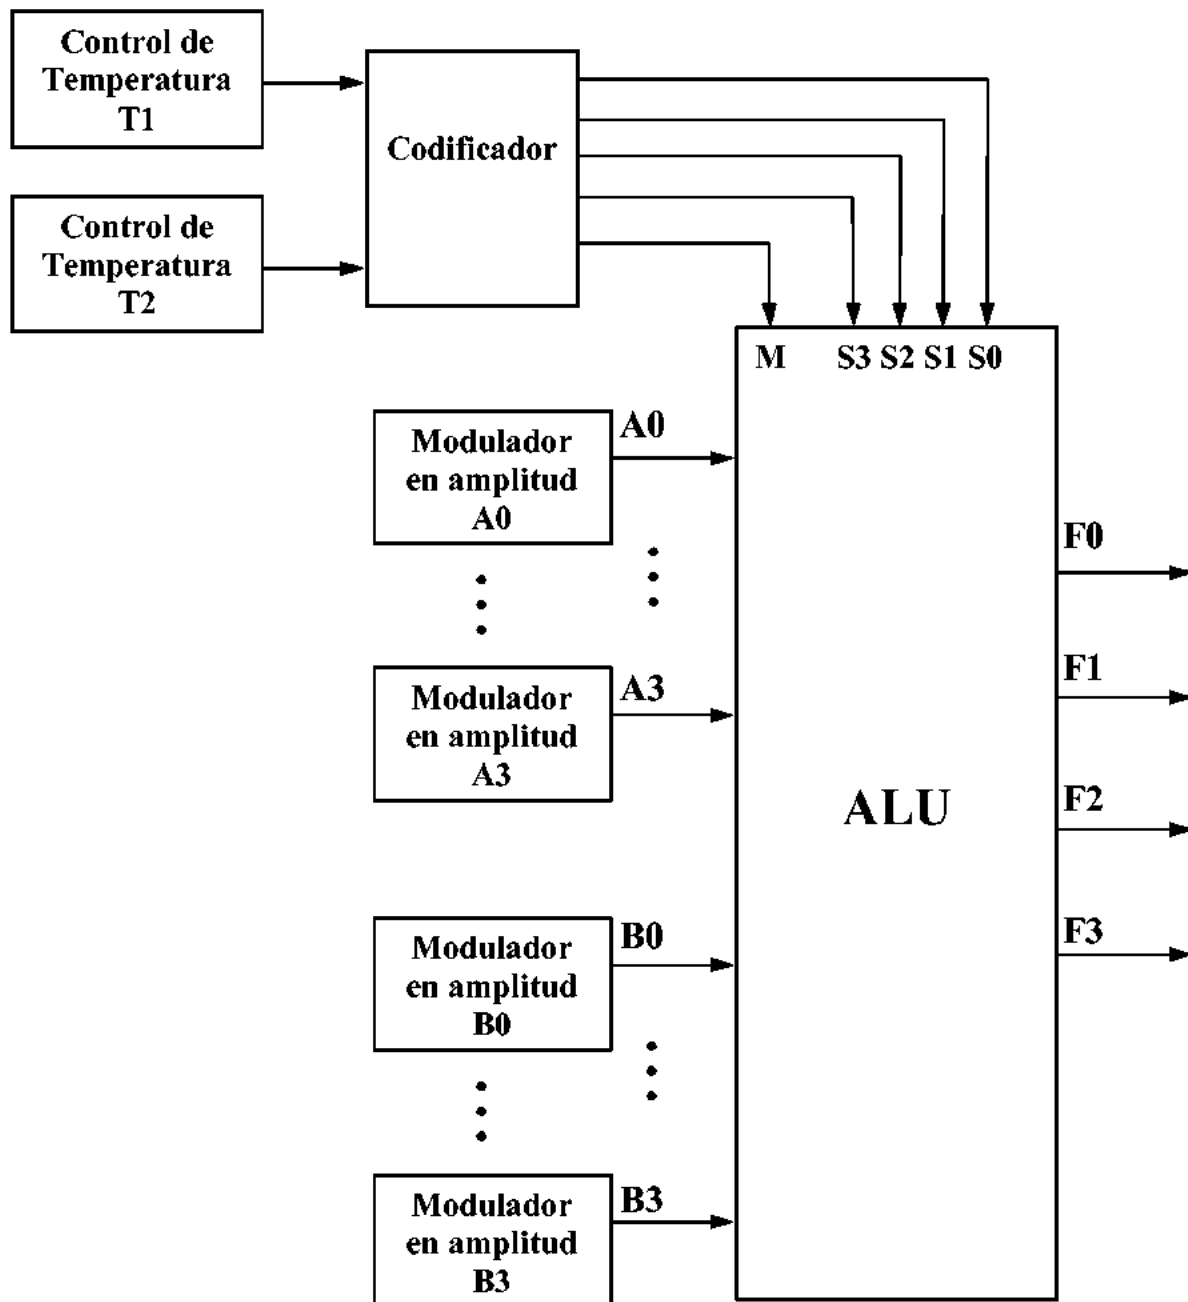 Control de
Temperatura
T1
Codificador
Control de
Temperatura
T2
M S3 S2 S1 S0
Modulador
en amplitud
A0
A0
F0
Modulador
en amplitud
A3
A3
F1
ALU
F2
Modulador
en amplitud
B0
B0
F3
Modulador
en amplitud
B3
B3